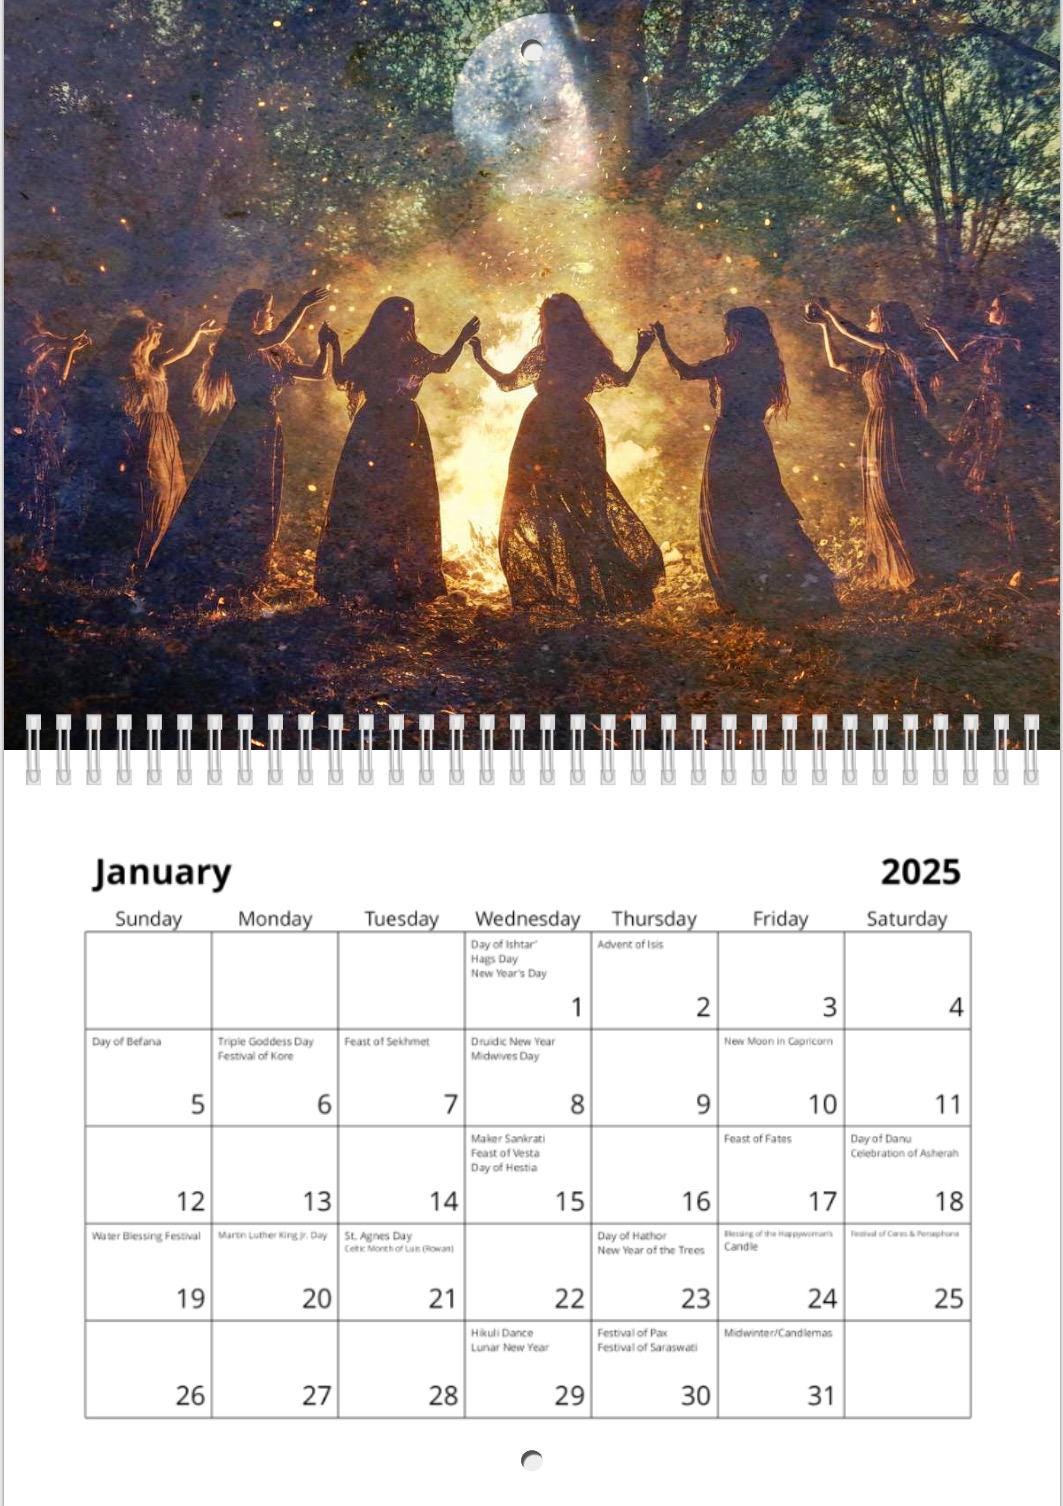 January 2025
Sunday Monday Tuesday Wednesday Thursday Friday Saturday
Day of Ishtar'
Hags Day
New Year's Day
1
Advent of Isis
2
3
4
Day of Befana
5
Triple Goddess Day
Festival of Kore
6
Feast of Sekhmet
7
Druidic New Year
Midwives Day
8
9
New Moon in Capricorn
10
11
12
13
14
Maker Sankrati
Feast of Vesta
Day of Hestia
15
16
Feast of Fates
17
Day of Danu
Celebration of Asherah
18
Water Blessing Festival
19
Martin Luther King Jr. Day
20
St. Agnes Day
Celtic Month of Luis (Rowan)
21
22
Day of Hathor
New Year of the Trees
23
Blessing of the Happywoman's
Candle
24
Festival of Ceres & Persephone
25
26
27
28
Hikuli Dance
Lunar New Year
29
Festival of Pax
Festival of Saraswati
30
Midwinter/Candlemas
31